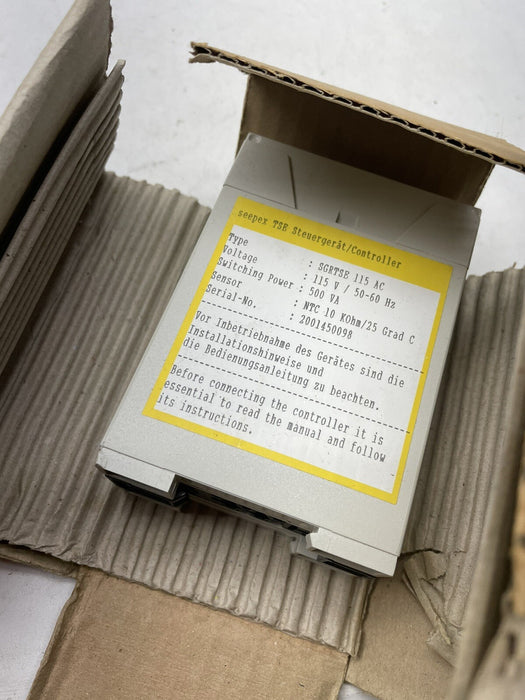 seepex TSE Steuergerät/Controller
Type : SGRTSE 115 AC
Voltage : 115 V / 50-60 Hz
Switching Power : 500 VA
Sensor : NTC 10 KOhm/25 Grad C
Serial-No. : 2001450098
Vor Inbetriebnahme des Gerätes sind die
Installationshinweise und
die Bedienungsanleitung zu beachten.
Before connecting the controller it is
essential to read the manual and follow
its instructions.